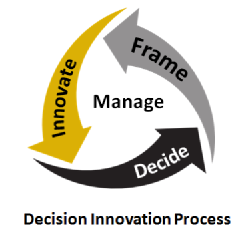 Frame
Innovate
Manage
Decide
Decision Innovation Process